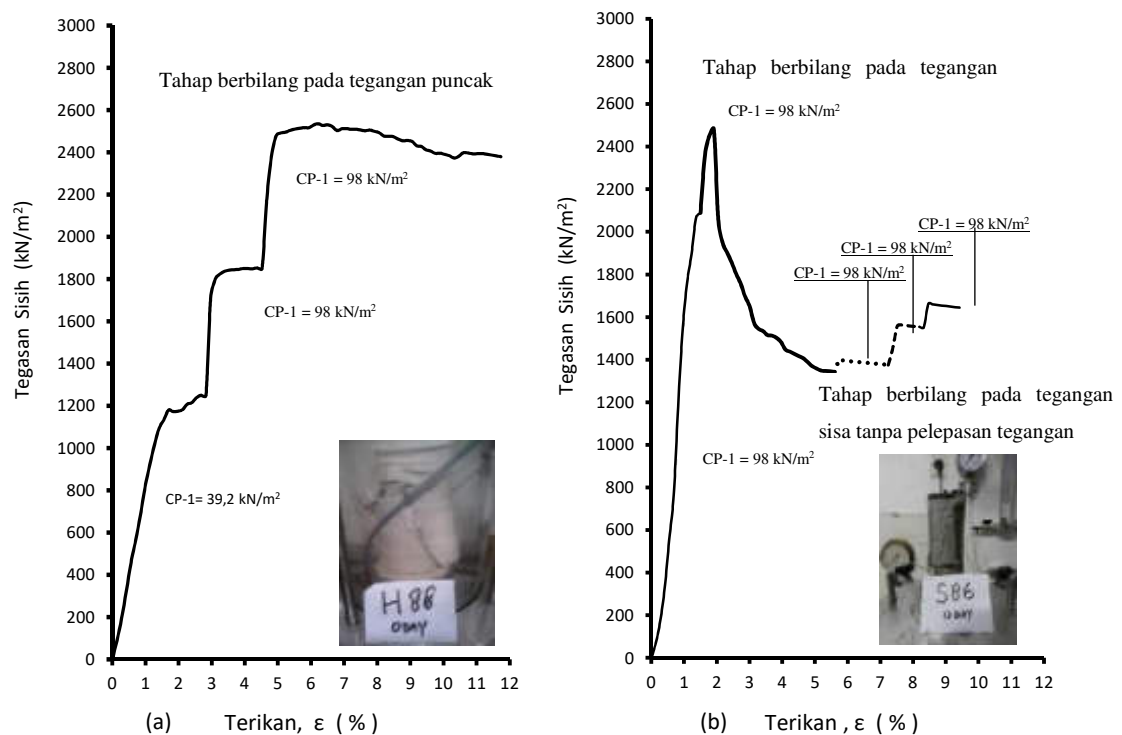 3000
2800
2600
2400
2200
2000
1800
1600
1400
1200
1000
800
600
400
200
0
Tegasan Sisih (kN/m²)
Tahap berbilang pada tegangan puncak
CP-1 = 98 kN/m²
CP-1 = 98 kN/m²
CP-1= 39,2 kN/m²
H 88
0 DAY
0 1 2 3 4 5 6 7 8 9 10 11 12
(a) Terikan, ε ( % )
3000
2800
2600
2400
2200
2000
1800
1600
1400
1200
1000
800
600
400
200
0
Tegasan Sisih (kN/m²)
Tahap berbilang pada tegangan
CP-1 = 98 kN/m²
CP-1 = 98 kN/m²
CP-1 = 98 kN/m²
CP-1 = 98 kN/m²
Tahap berbilang pada tegangan
sisa tanpa pelepasan tegangan
CP-1 = 98 kN/m²
S86
0 DAY
0 1 2 3 4 5 6 7 8 9 10 11 12
(b) Terikan , ε ( % )